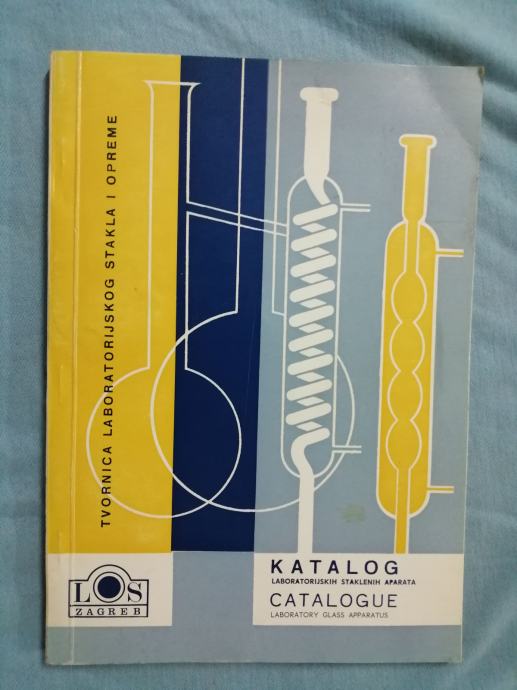 TVORNICA LABORATORIJSKOG STAKLA I OPREME
KATALOG
LABORATORIJSKIH STAKLENIH APARATA
CATALOGUE
LABORATORY GLASS APPARATUS
LOS
ZAGREB